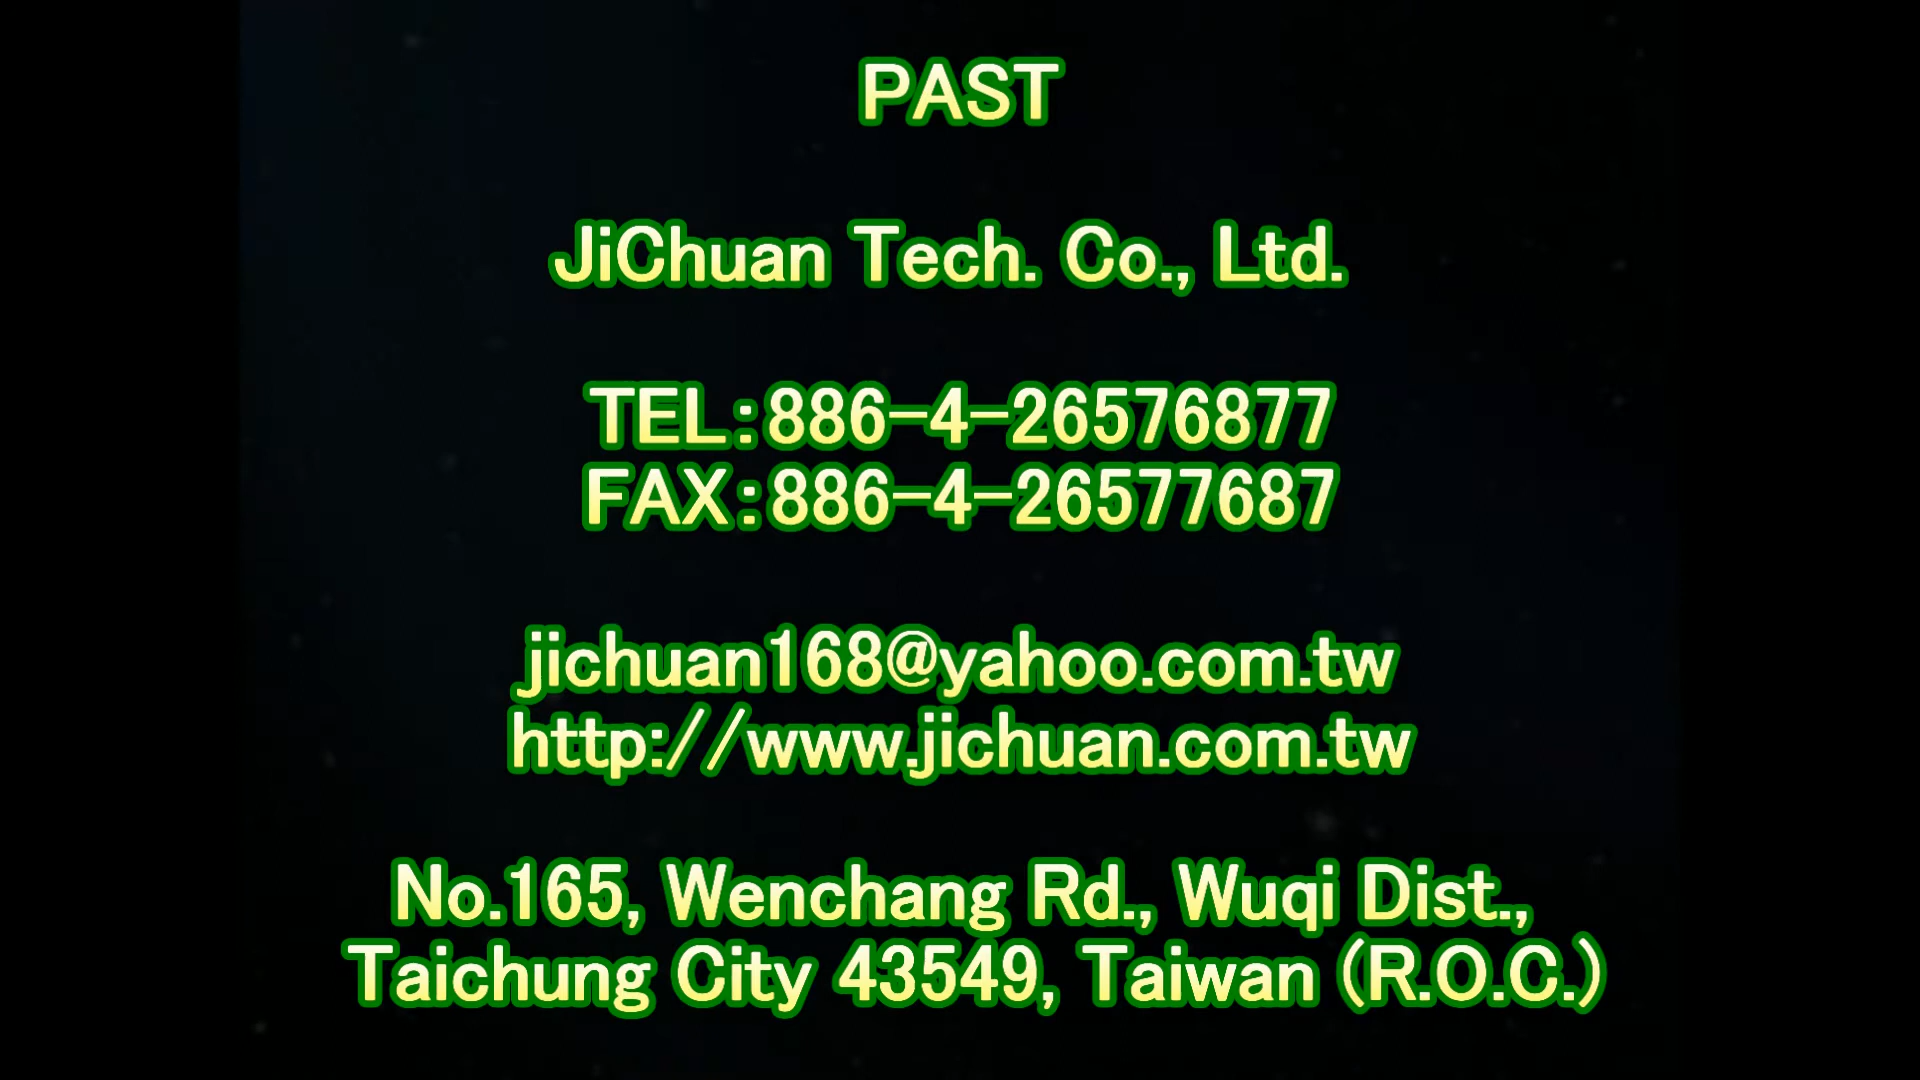 PAST
JiChuan Tech. Co., Ltd.
TEL:886-4-26576877
FAX:886-4-26577687
jichuan168@yahoo.com.tw
http://www.jichuan.com.tw
No.165, Wenchang Rd., Wuqi Dist.,
Taichung City 43549, Taiwan (R.O.C.)